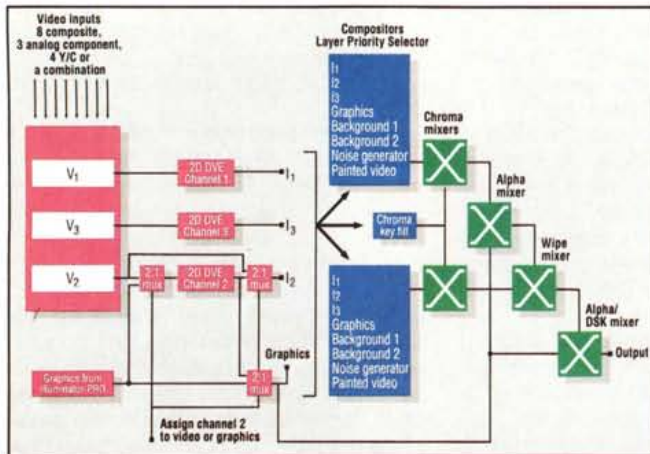 Video inputs
8 composite,
3 analog component,
4 Y/C or
a combination
V1
V3
V2
2D DVE
Channel 1
2D DVE
Channel 3
2:1
mux
2D DVE
Channel 2
2:1
mux
I1
I3
I2
Graphics from
Illuminator PRO
2:1
mux
Graphics
Assign channel 2
to video or graphics
Compositors
Layer Priority Selector
I1
I2
I3
Graphics
Background 1
Background 2
Noise generator
Painted video
Chroma
key fill
I1
I2
I3
Graphics
Background 1
Background 2
Noise generator
Painted video
Chroma
mixers
Alpha
mixer
Wipe
mixer
Alpha/
DSK mixer
Output